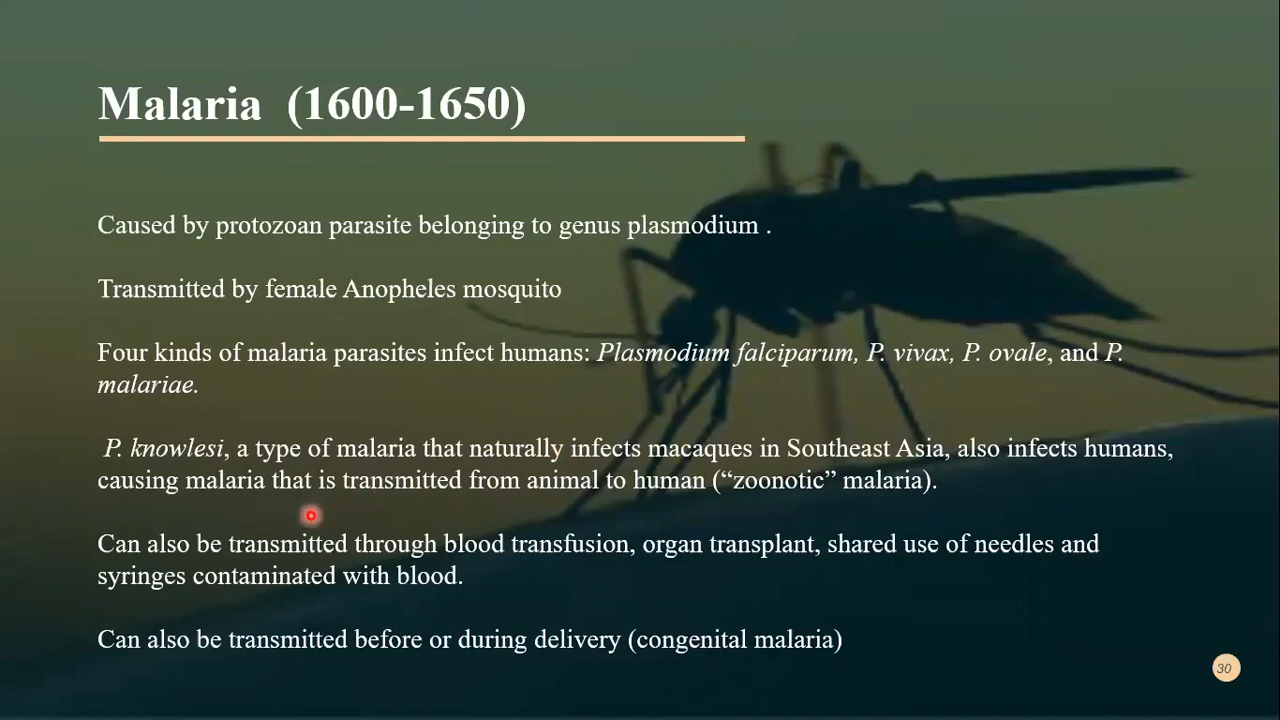 Malaria (1600-1650)
Caused by protozoan parasite belonging to genus plasmodium .
Transmitted by female Anopheles mosquito
Four kinds of malaria parasites infect humans: Plasmodium falciparum, P. vivax, P. ovale, and P.
malariae.
P. knowlesi, a type of malaria that naturally infects macaques in Southeast Asia, also infects humans,
causing malaria that is transmitted from animal to human (“zoonotic” malaria).
Can also be transmitted through blood transfusion, organ transplant, shared use of needles and
syringes contaminated with blood.
Can also be transmitted before or during delivery (congenital malaria)
30